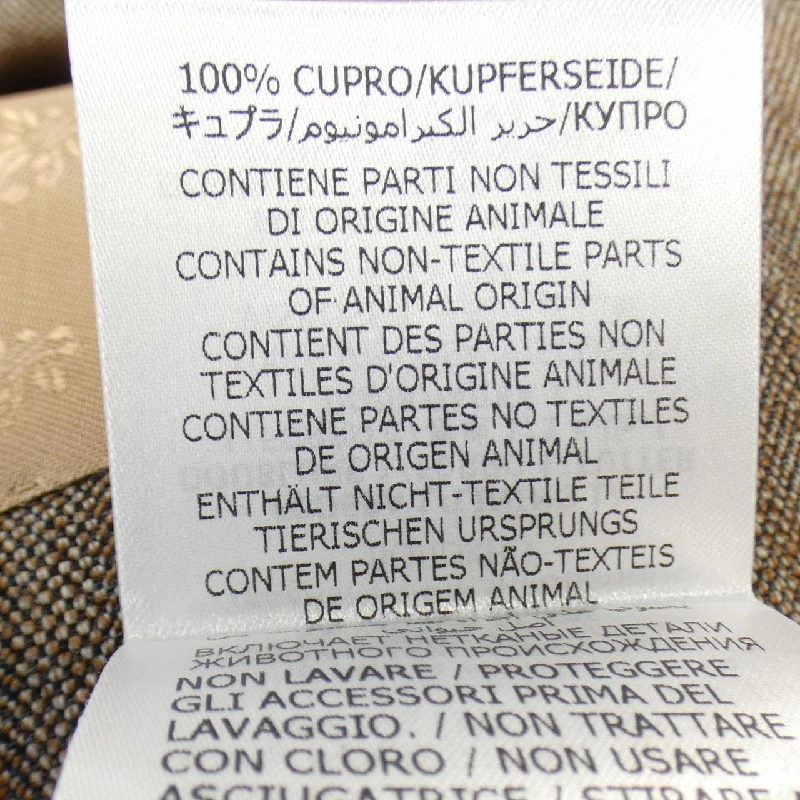 100% CUPRO/KUPFERSEIDE/
キュプラ/حرير الكبرامونيوم/КУПРО
CONTIENE PARTI NON TESSILI
DI ORIGINE ANIMALE
CONTAINS NON-TEXTILE PARTS
OF ANIMAL ORIGIN
CONTIENT DES PARTIES NON
TEXTILES D'ORIGINE ANIMALE
CONTIENE PARTES NO TEXTILES
DE ORIGEN ANIMAL
ENTHÄLT NICHT-TEXTILE TEILE
TIERISCHEN URSPRUNGS
CONTEM PARTES NÃO-TEXTEIS
DE ORIGEM ANIMAL
ВКЛЮЧАЕТ НЕТКАНЫЕ ДЕТАЛИ
ЖИВОТНОГО ПРОИСХОЖДЕНИЯ
NON LAVARE / PROTEGGERE
GLI ACCESSORI PRIMA DEL
LAVAGGIO. / NON TRATTARE
CON CLORO / NON USARE
ASCIUGATRICE / STIRARE